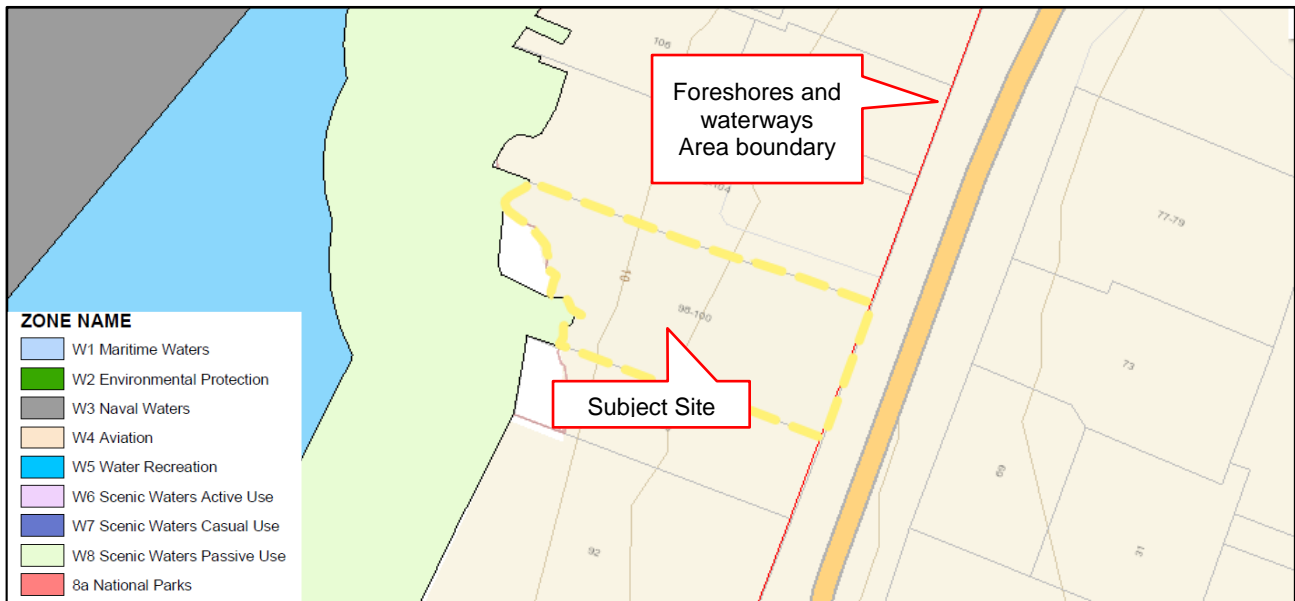 106
Foreshores and
waterways
Area boundary
104
77-79
10
98-100
73
Subject Site
69
31
92
ZONE NAME
W1 Maritime Waters
W2 Environmental Protection
W3 Naval Waters
W4 Aviation
W5 Water Recreation
W6 Scenic Waters Active Use
W7 Scenic Waters Casual Use
W8 Scenic Waters Passive Use
8a National Parks